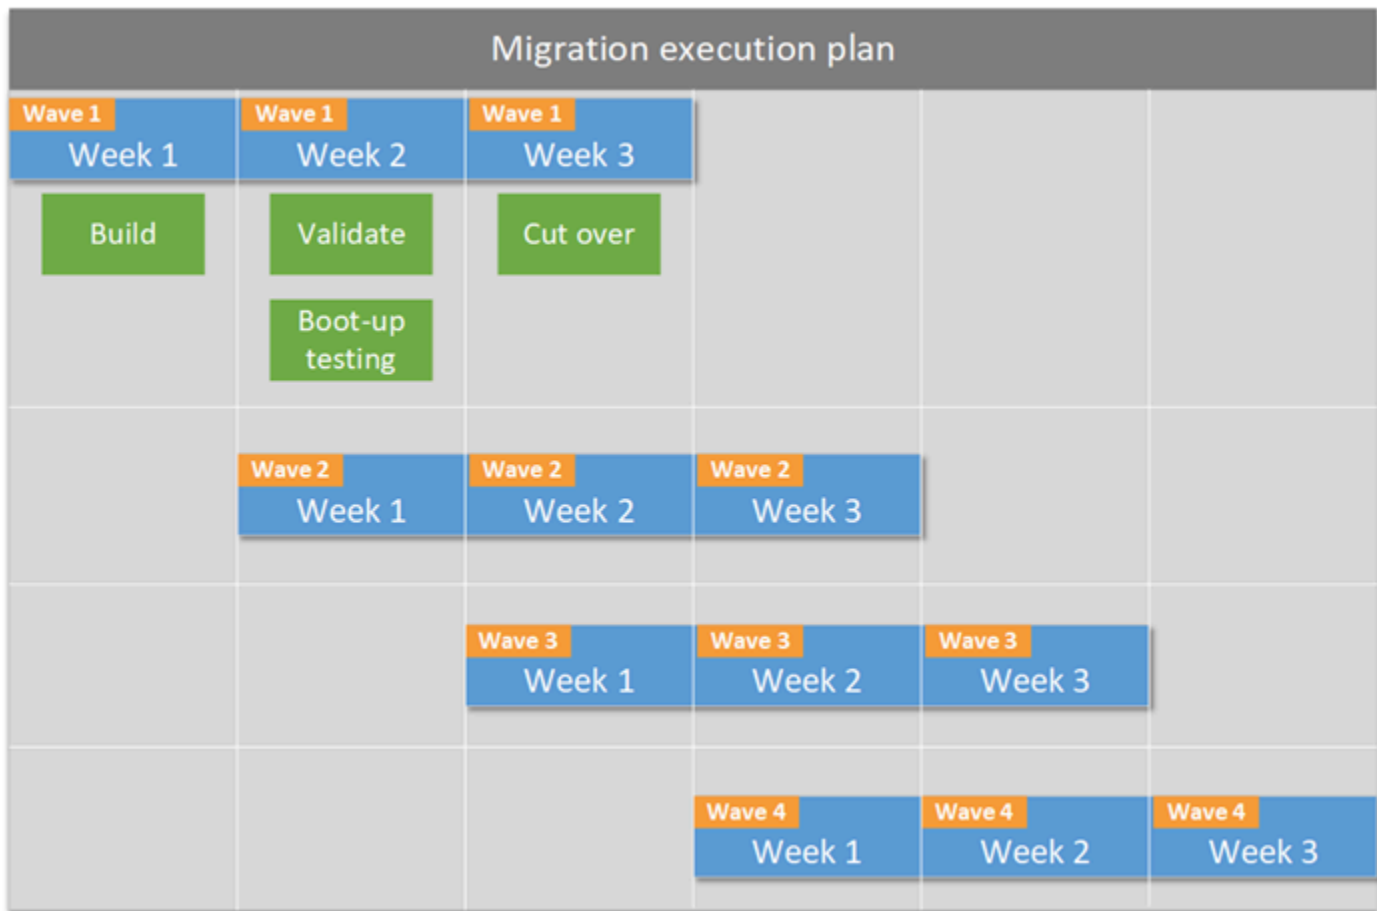 Migration execution plan
Wave 1
Week 1
Wave 1
Week 2
Wave 1
Week 3
Build
Validate
Cut over
Boot-up
testing
Wave 2
Week 1
Wave 2
Week 2
Wave 2
Week 3
Wave 3
Week 1
Wave 3
Week 2
Wave 3
Week 3
Wave 4
Week 1
Wave 4
Week 2
Wave 4
Week 3